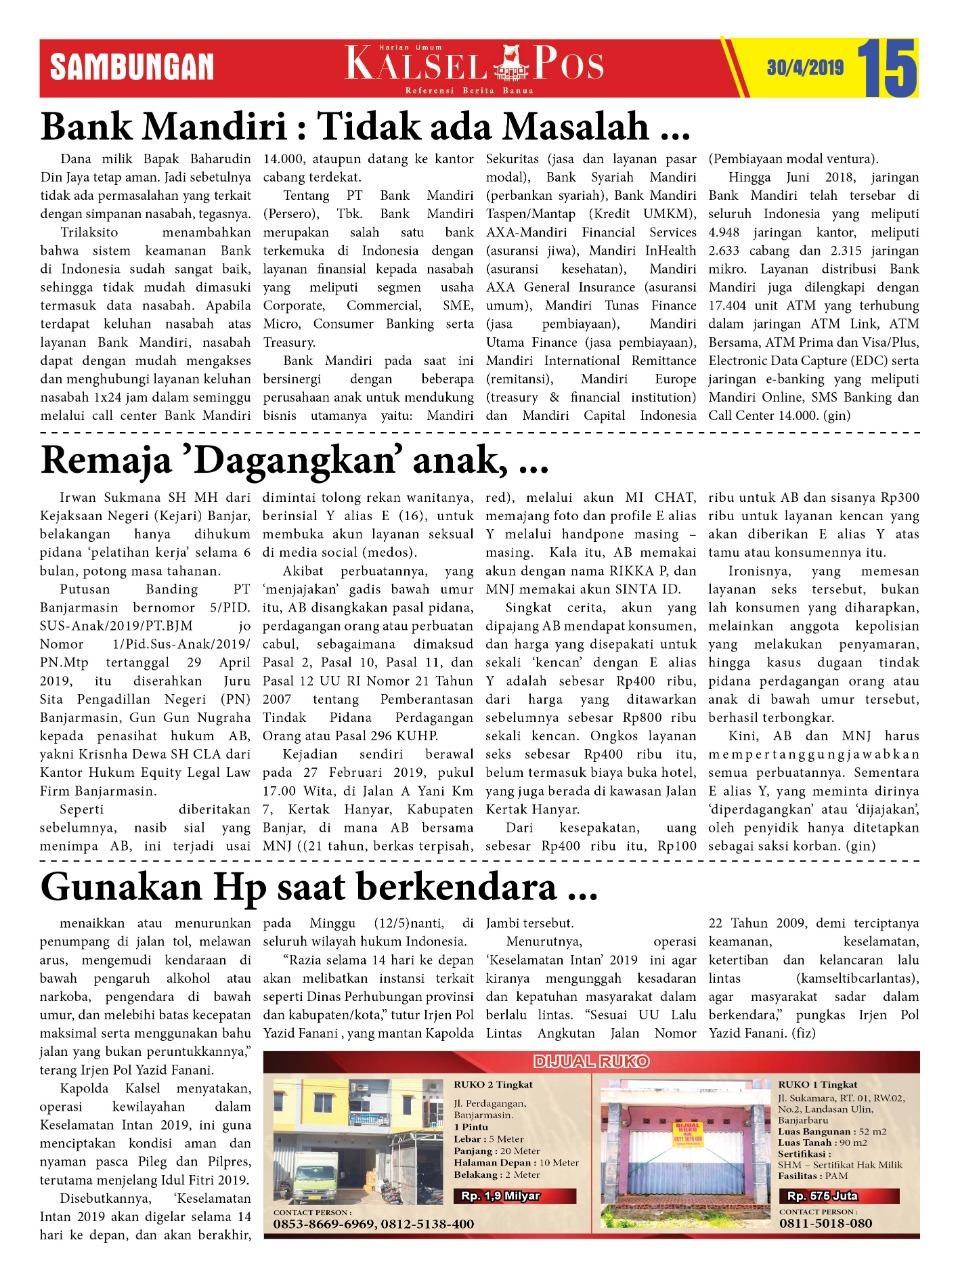 SAMBUNGAN
Harian Umum
KALSEL POS
Referensi Berita Banua
30/4/2019
15
Bank Mandiri : Tidak ada Masalah ...
Dana milik Bapak Baharudin
Din Jaya tetap aman. Jadi sebetulnya
tidak ada permasalahan yang terkait
dengan simpanan nasabah, tegasnya.
Trilaksito menambahkan
bahwa sistem keamanan Bank
di Indonesia sudah sangat baik,
sehingga tidak mudah dimasuki
termasuk data nasabah. Apabila
terdapat keluhan nasabah atas
layanan Bank Mandiri, nasabah
dapat dengan mudah mengakses
dan menghubungi layanan keluhan
nasabah 1x24 jam dalam seminggu
melalui call center Bank Mandiri
14.000, ataupun datang ke kantor
cabang terdekat.
Tentang PT Bank Mandiri
(Persero), Tbk. Bank Mandiri
merupakan salah satu bank
terkemuka di Indonesia dengan
layanan finansial kepada nasabah
yang meliputi segmen usaha
Corporate, Commercial, SME,
Micro, Consumer Banking serta
Treasury.
Bank Mandiri pada saat ini
bersinergi dengan beberapa
perusahaan anak untuk mendukung
bisnis utamanya yaitu: Mandiri
Sekuritas (jasa dan layanan pasar
modal), Bank Syariah Mandiri
(perbankan syariah), Bank Mandiri
Taspen/Mantap (Kredit UMKM),
AXA-Mandiri Financial Services
(asuransi jiwa), Mandiri InHealth
(asuransi kesehatan), Mandiri
AXA General Insurance (asuransi
umum), Mandiri Tunas Finance
(jasa pembiayaan), Mandiri
Utama Finance (jasa pembiayaan),
Mandiri International Remittance
(remitansi), Mandiri Europe
(treasury & financial institution)
dan Mandiri Capital Indonesia
(Pembiayaan modal ventura).
Hingga Juni 2018, jaringan
Bank Mandiri telah tersebar di
seluruh Indonesia yang meliputi
4.948 jaringan kantor, meliputi
2.633 cabang dan 2.315 jaringan
mikro. Layanan distribusi Bank
Mandiri juga dilengkapi dengan
17.404 unit ATM yang terhubung
dalam jaringan ATM Link, ATM
Bersama, ATM Prima dan Visa/Plus,
Electronic Data Capture (EDC) serta
jaringan e-banking yang meliputi
Mandiri Online, SMS Banking dan
Call Center 14.000. (gin)
Remaja ’Dagangkan’ anak, ...
Irwan Sukmana SH MH dari
Kejaksaan Negeri (Kejari) Banjar,
belakangan hanya dihukum
pidana ‘pelatihan kerja’ selama 6
bulan, potong masa tahanan.
Putusan Banding PT
Banjarmasin bernomor 5/PID.
SUS-Anak/2019/PT.BJM jo
Nomor 1/Pid.Sus-Anak/2019/
PN.Mtp tertanggal 29 April
2019, itu diserahkan Juru
Sita Pengadillan Negeri (PN)
Banjarmasin, Gun Gun Nugraha
kepada penasihat hukum AB,
yakni Krisnha Dewa SH CLA dari
Kantor Hukum Equity Legal Law
Firm Banjarmasin.
Seperti diberitakan
sebelumnya, nasib sial yang
menimpa AB, ini terjadi usai
dimintai tolong rekan wanitanya,
berinsial Y alias E (16), untuk
membuka akun layanan seksual
di media social (medos).
Akibat perbuatannya, yang
‘menjajakan’ gadis bawah umur
itu, AB disangkakan pasal pidana,
perdagangan orang atau perbuatan
cabul, sebagaimana dimaksud
Pasal 2, Pasal 10, Pasal 11, dan
Pasal 12 UU RI Nomor 21 Tahun
2007 tentang Pemberantasan
Tindak Pidana Perdagangan
Orang atau Pasal 296 KUHP.
Kejadian sendiri berawal
pada 27 Februari 2019, pukul
17.00 Wita, di Jalan A Yani Km
7, Kertak Hanyar, Kabupaten
Banjar, di mana AB bersama
MNJ ((21 tahun, berkas terpisah,
red), melalui akun MI CHAT,
memajang foto dan profile E alias
Y melalui handpone masing –
masing. Kala itu, AB memakai
akun dengan nama RIKKA P, dan
MNJ memakai akun SINTA ID.
Singkat cerita, akun yang
dipajang AB mendapat konsumen,
dan harga yang disepakati untuk
sekali ‘kencan’ dengan E alias
Y adalah sebesar Rp400 ribu,
dari harga yang ditawarkan
sebelumnya sebesar Rp800 ribu
sekali kencan. Ongkos layanan
seks sebesar Rp400 ribu itu,
belum termasuk biaya buka hotel,
yang juga berada di kawasan Jalan
Kertak Hanyar.
Dari kesepakatan, uang
sebesar Rp400 ribu itu, Rp100
ribu untuk AB dan sisanya Rp300
ribu untuk layanan kencan yang
akan diberikan E alias Y atas
tamu atau konsumennya itu.
Ironisnya, yang memesan
layanan seks tersebut, bukan
lah konsumen yang diharapkan,
melainkan anggota kepolisian
yang melakukan penyamaran,
hingga kasus dugaan tindak
pidana perdagangan orang atau
anak di bawah umur tersebut,
berhasil terbongkar.
Kini, AB dan MNJ harus
mempertanggungjawabkan
semua perbuatannya. Sementara
E alias Y, yang meminta dirinya
‘diperdagangkan’ atau ‘dijajakan’,
oleh penyidik hanya ditetapkan
sebagai saksi korban. (gin)
Gunakan Hp saat berkendara ...
menaikkan atau menurunkan
penumpang di jalan tol, melawan
arus, mengemudi kendaraan di
bawah pengaruh alkohol atau
narkoba, pengendara di bawah
umur, dan melebihi batas kecepatan
maksimal serta menggunakan bahu
jalan yang bukan peruntukkannya,”
terang Irjen Pol Yazid Fanani.
Kapolda Kalsel menyatakan,
operasi kewilayahan dalam
Keselamatan Intan 2019, ini guna
menciptakan kondisi aman dan
nyaman pasca Pileg dan Pilpres,
terutama menjelang Idul Fitri 2019.
Disebutkannya, ‘Keselamatan
Intan 2019 akan digelar selama 14
hari ke depan, dan akan berakhir,
pada Minggu (12/5)nanti, di
seluruh wilayah hukum Indonesia.
“Razia selama 14 hari ke depan
akan melibatkan instansi terkait
seperti Dinas Perhubungan provinsi
dan kabupaten/kota,” tutur Irjen Pol
Yazid Fanani , yang mantan Kapolda
Jambi tersebut.
Menurutnya, operasi
‘Keselamatan Intan’ 2019 ini agar
kiranya mengunggah kesadaran
dan kepatuhan masyarakat dalam
berlalu lintas. “Sesuai UU Lalu
Lintas Angkutan Jalan Nomor
22 Tahun 2009, demi terciptanya
keamanan, keselamatan,
ketertiban dan kelancaran lalu
lintas (kamseltibcarlantas),
agar masyarakat sadar dalam
berkendara,” pungkas Irjen Pol
Yazid Fanani. (fiz)
DIJUAL RUKO
RUKO 2 Tingkat
Jl. Perdagangan,
Banjarmasin.
1 Pintu
Lebar : 5 Meter
Panjang : 20 Meter
Halaman Depan : 10 Meter
Belakang : 2 Meter
Rp. 1,9 Milyar
CONTACT PERSON :
0853-8669-6969, 0812-5138-400
DIJUAL
RUKO
RUKO 1 Tingkat
Jl. Sukamara, RT. 01, RW.02,
No.2, Landasan Ulin,
Banjarbaru
Luas Bangunan : 52 m2
Luas Tanah : 90 m2
Sertifikasi :
SHM – Sertifikat Hak Milik
Fasilitas : PAM
Rp. 575 Juta
CONTACT PERSON :
0811-5018-080